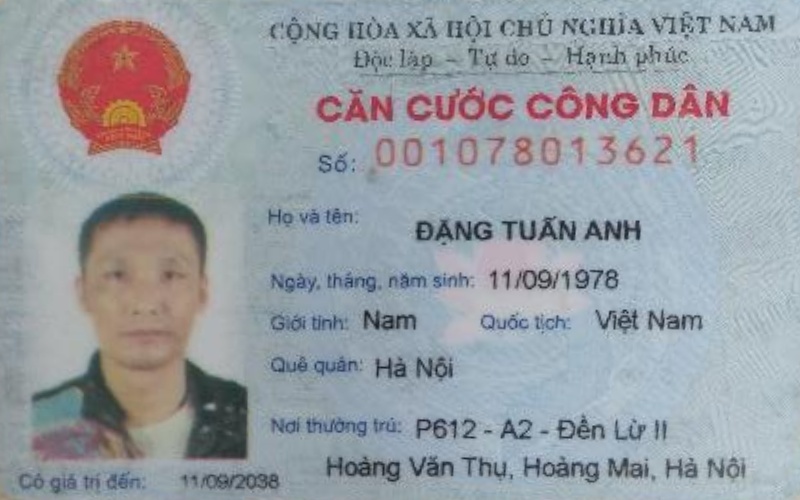 CỘNG HÒA XÃ HỘI CHỦ NGHĨA VIỆT NAM
Độc lập - Tự do - Hạnh phúc
CĂN CƯỚC CÔNG DÂN
Số: 001078013621
Họ và tên: ĐẶNG TUẤN ANH
Ngày, tháng, năm sinh: 11/09/1978
Giới tính: Nam Quốc tịch: Việt Nam
Quê quán: Hà Nội
Nơi thường trú: P612 - A2 - Đền Lừ II
Hoàng Văn Thụ, Hoàng Mai, Hà Nội
Có giá trị đến: 11/09/2038